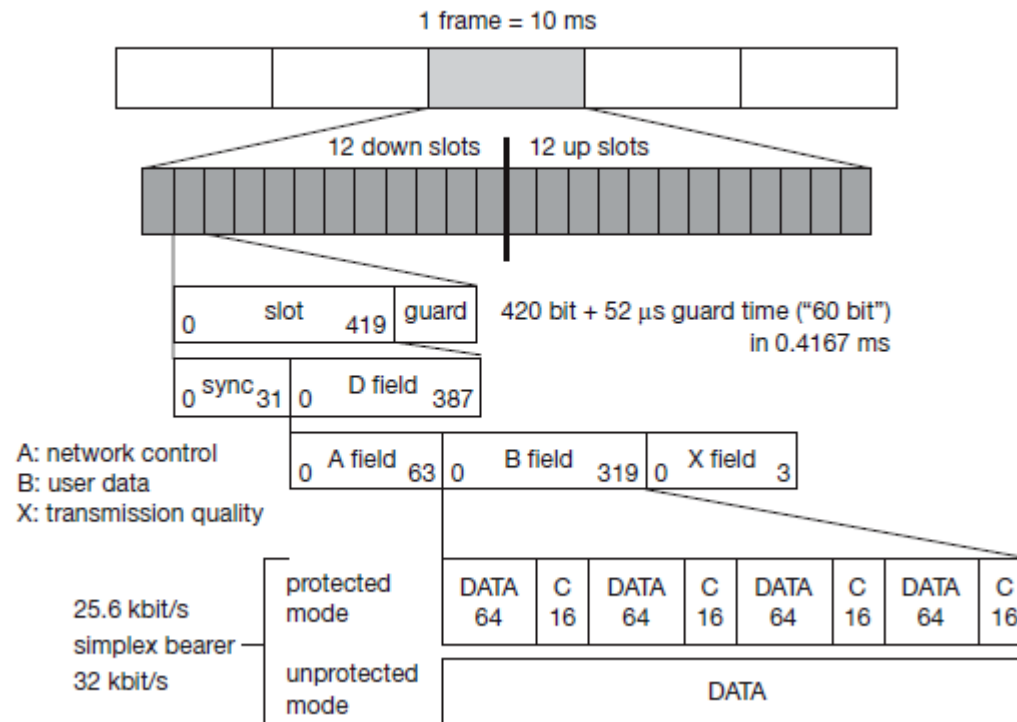 1 frame = 10 ms
12 down slots 12 up slots
0 slot 419 guard
420 bit + 52 μs guard time (“60 bit”)
in 0.4167 ms
0 sync 31 0 D field 387
A: network control
B: user data
X: transmission quality
0 A field 63 0 B field 319 0 X field 3
25.6 kbit/s
simplex bearer
32 kbit/s
protected
mode
DATA C DATA C DATA C DATA C
64 16 64 16 64 16 64 16
unprotected
mode
DATA